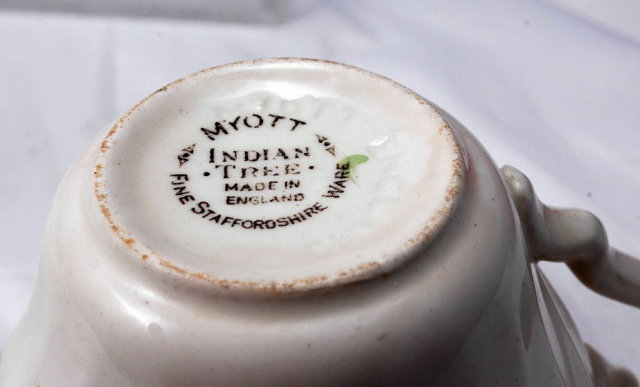 MYOTT
INDIAN
·TREE·
MADE IN
ENGLAND
FINE STAFFORDSHIRE WARE